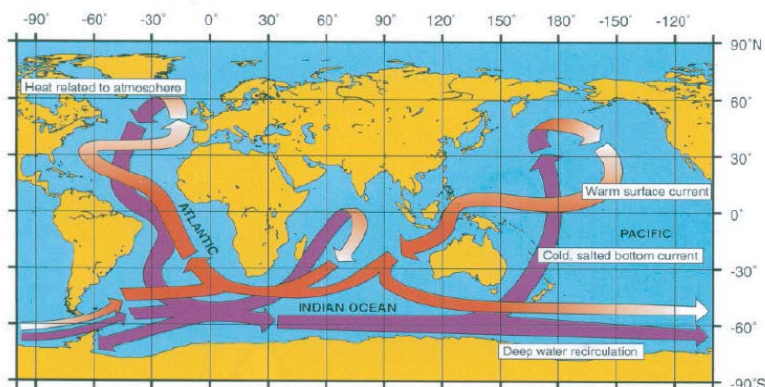 -90° -60° -30° 0° 30° 60° 90° 120° 150° 180° -150° -120°
90°N
Heat related to atmosphere
60°
30°
Warm surface current
ATLANTIC
0°
PACIFIC
Cold, salted bottom current
-30°
INDIAN OCEAN
-60°
Deep water recirculation
-90°S